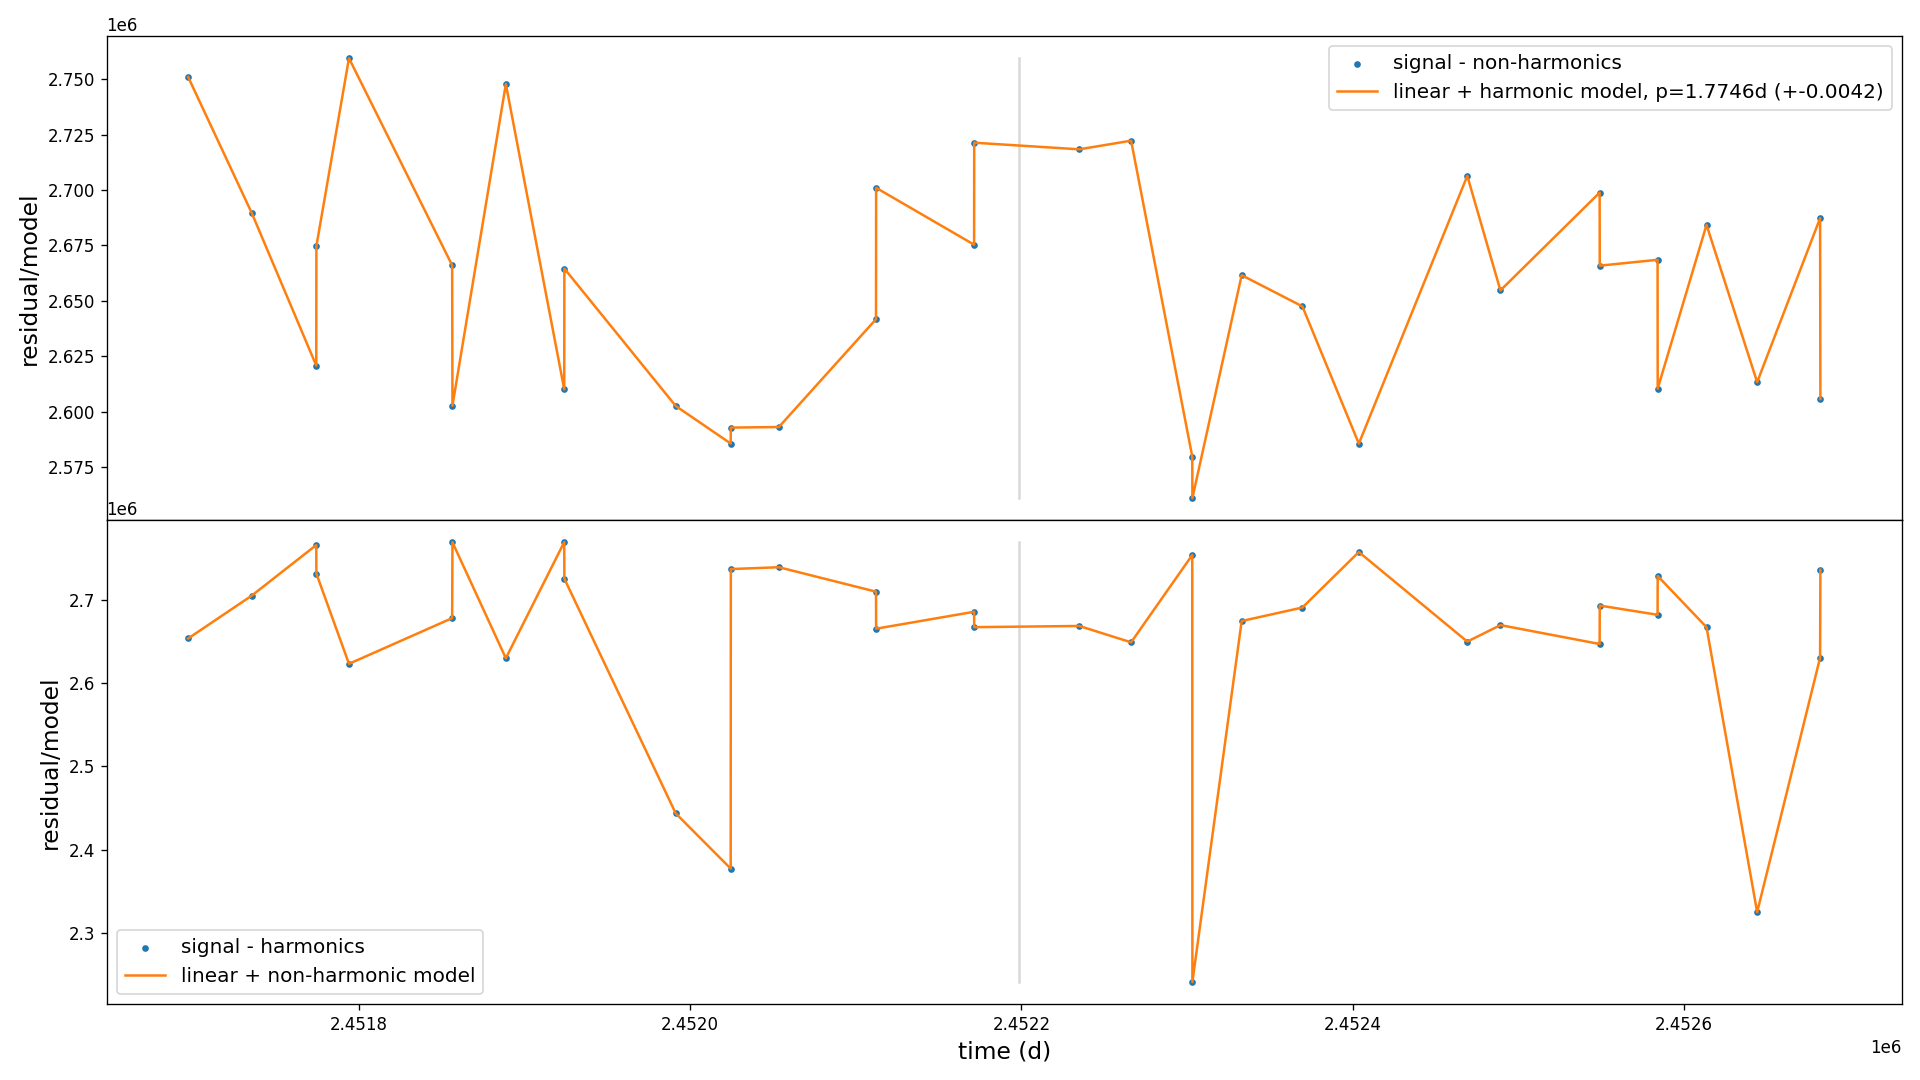 1e6
2.750
2.725
2.700
2.675
2.650
2.625
2.600
2.575
residual/model
signal - non-harmonics
linear + harmonic model, p=1.7746d (+-0.0042)
1e6
2.7
2.6
2.5
2.4
2.3
residual/model
signal - harmonics
linear + non-harmonic model
2.4518
2.4520
2.4522
2.4524
2.4526
1e6
time (d)